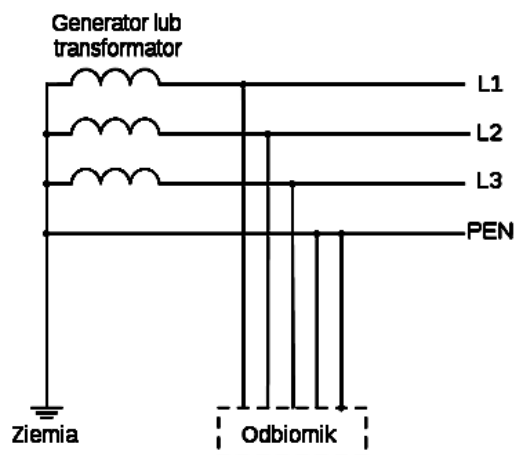 Generator lub
transformator
L1
L2
L3
PEN
Ziemia
Odbiornik